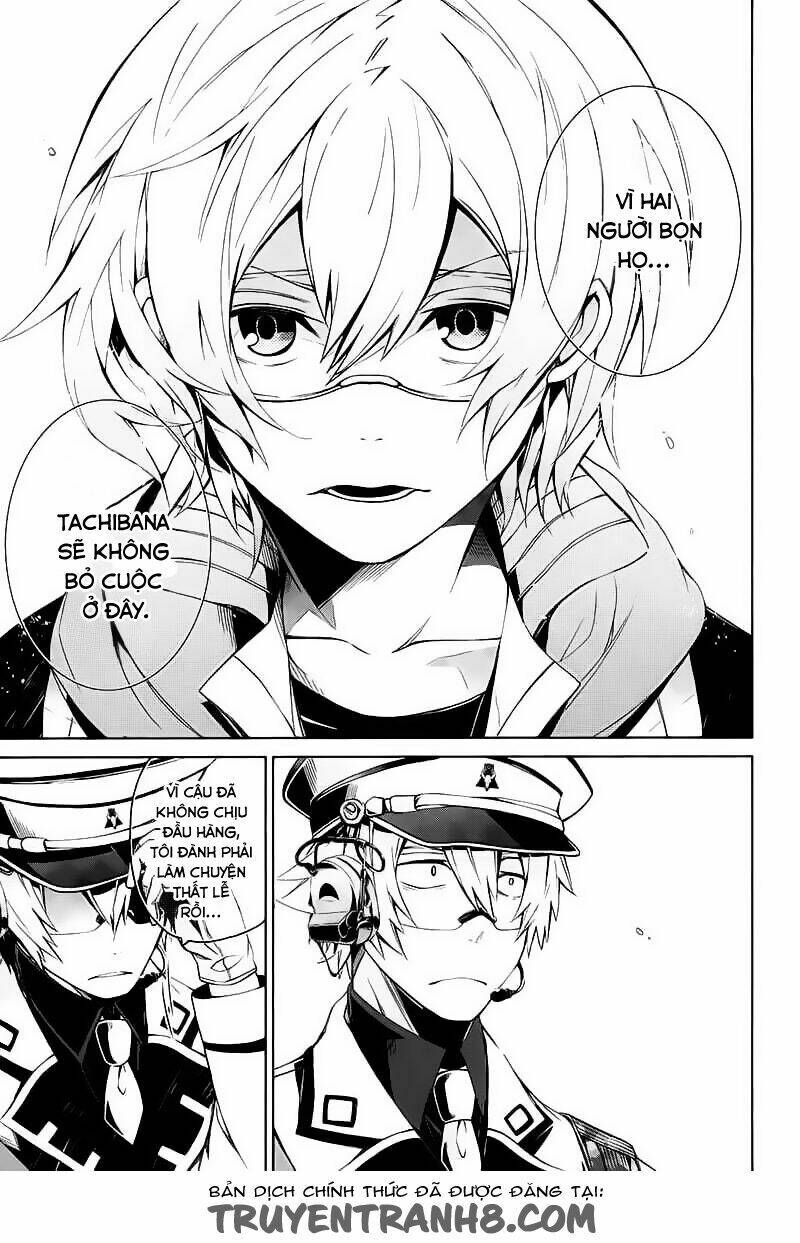 VÌ HAI
NGƯỜI BỌN
HỌ...
TACHIBANA
SẼ KHÔNG
BỎ CUỘC
Ở ĐÂY.
VÌ CẬU ĐÃ
KHÔNG CHỊU
ĐẦU HÀNG,
TÔI ĐÀNH PHẢI
LÀM CHUYỆN
THẤT LỄ
RỒI...
BẢN DỊCH CHÍNH THỨC ĐÃ ĐƯỢC ĐĂNG TẠI:
TRUYENTRANH8.COM